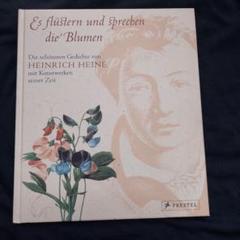 Es flüstern und sprechen
die Blumen
Die schönsten Gedichte von
HEINRICH HEINE
mit Kunstwerken
seiner Zeit
PRESTEL